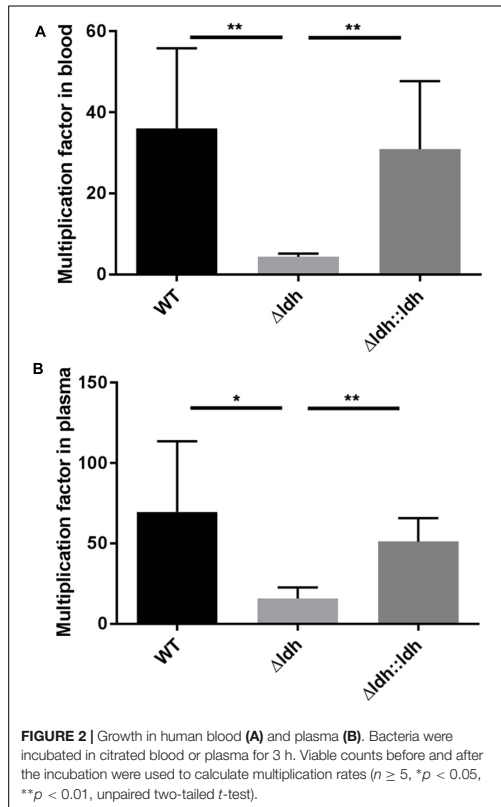 A
Multiplication factor in blood
60
40
20
0
**
**
WT
Δldh
Δldh::ldh
B
Multiplication factor in plasma
150
100
50
0
*
**
WT
Δldh
Δldh::ldh
FIGURE 2 | Growth in human blood (A) and plasma (B). Bacteria were
incubated in citrated blood or plasma for 3 h. Viable counts before and after
the incubation were used to calculate multiplication rates (n ≥ 5, *p < 0.05,
**p < 0.01, unpaired two-tailed t-test).